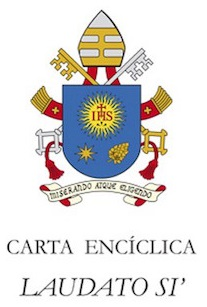 IHS
MISERANDO ATQUE ELIGENDO
CARTA ENCÍCLICA
LAUDATO SI’